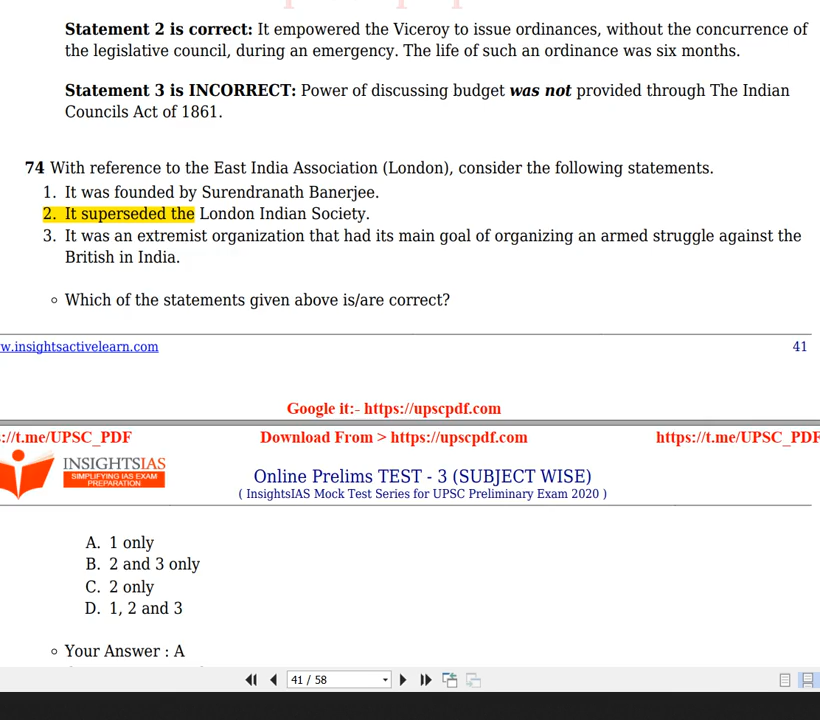 Statement 2 is correct: It empowered the Viceroy to issue ordinances, without the concurrence of
the legislative council, during an emergency. The life of such an ordinance was six months.
Statement 3 is INCORRECT: Power of discussing budget was not provided through The Indian
Councils Act of 1861.
74 With reference to the East India Association (London), consider the following statements.
1. It was founded by Surendranath Banerjee.
2. It superseded the London Indian Society.
3. It was an extremist organization that had its main goal of organizing an armed struggle against the
British in India.
Which of the statements given above is/are correct?
w.insightsactivelearn.com 41
Google it:- https://upscpdf.com
s://t.me/UPSC_PDF Download From > https://upscpdf.com https://t.me/UPSC_PDF
INSIGHTSIAS
SIMPLIFYING IAS EXAM
PREPARATION
Online Prelims TEST - 3 (SUBJECT WISE)
( InsightsIAS Mock Test Series for UPSC Preliminary Exam 2020 )
A. 1 only
B. 2 and 3 only
C. 2 only
D. 1, 2 and 3
Your Answer : A
41 / 58